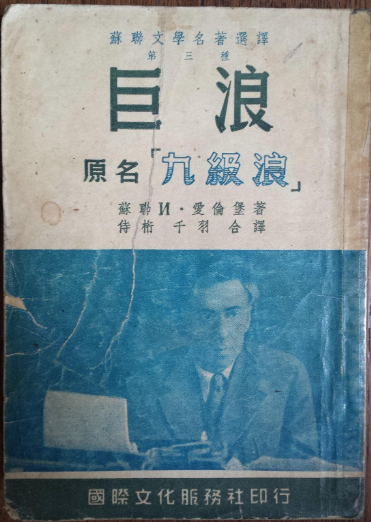 蘇聯文學名著選譯
第三種
巨浪
原名「九級浪」
蘇聯И·愛倫堡著
侍桁 千羽 合譯
國際文化服務社印行